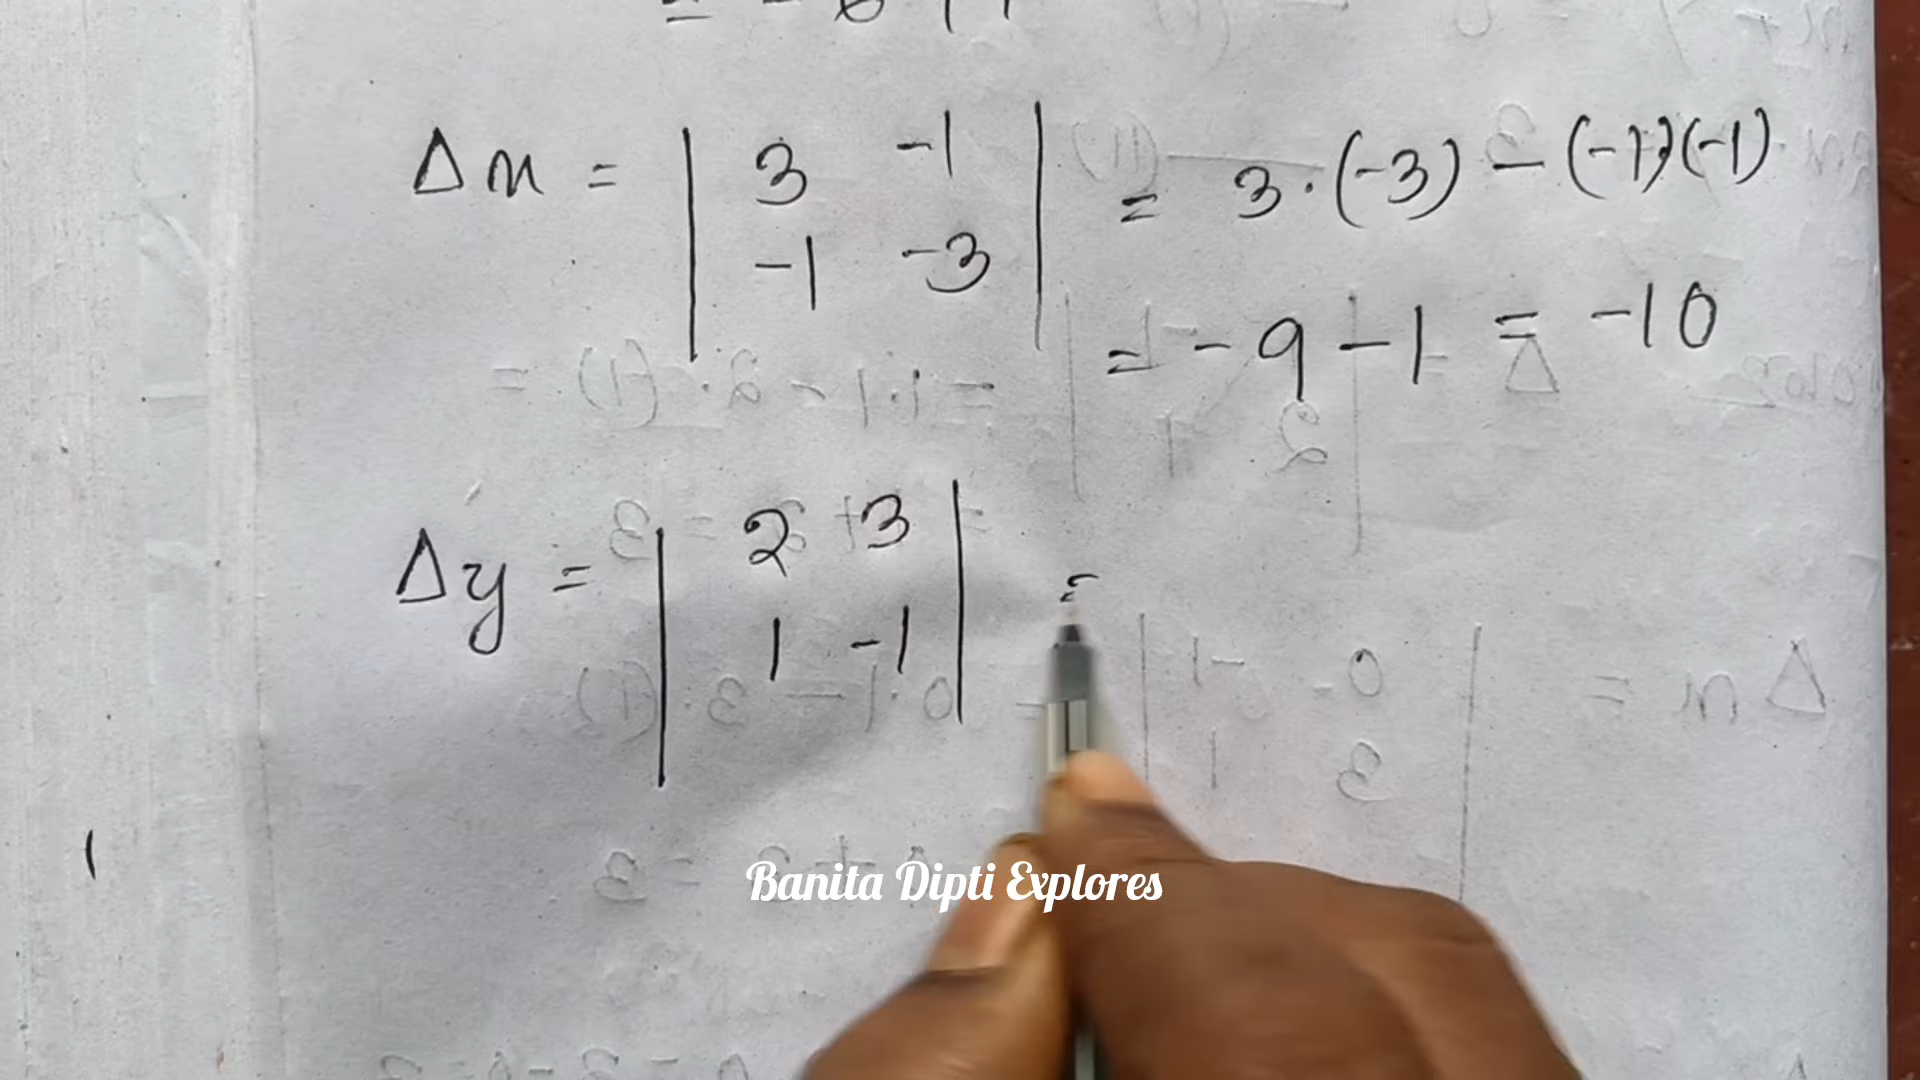 Δx = | 3 -1 | = 3·(-3) - (-1)(-1)
| -1 -3 |
= -9 - 1 = -10
Δy = | 2 3 | =
| 1 -1 |
Banita Dipti Explores